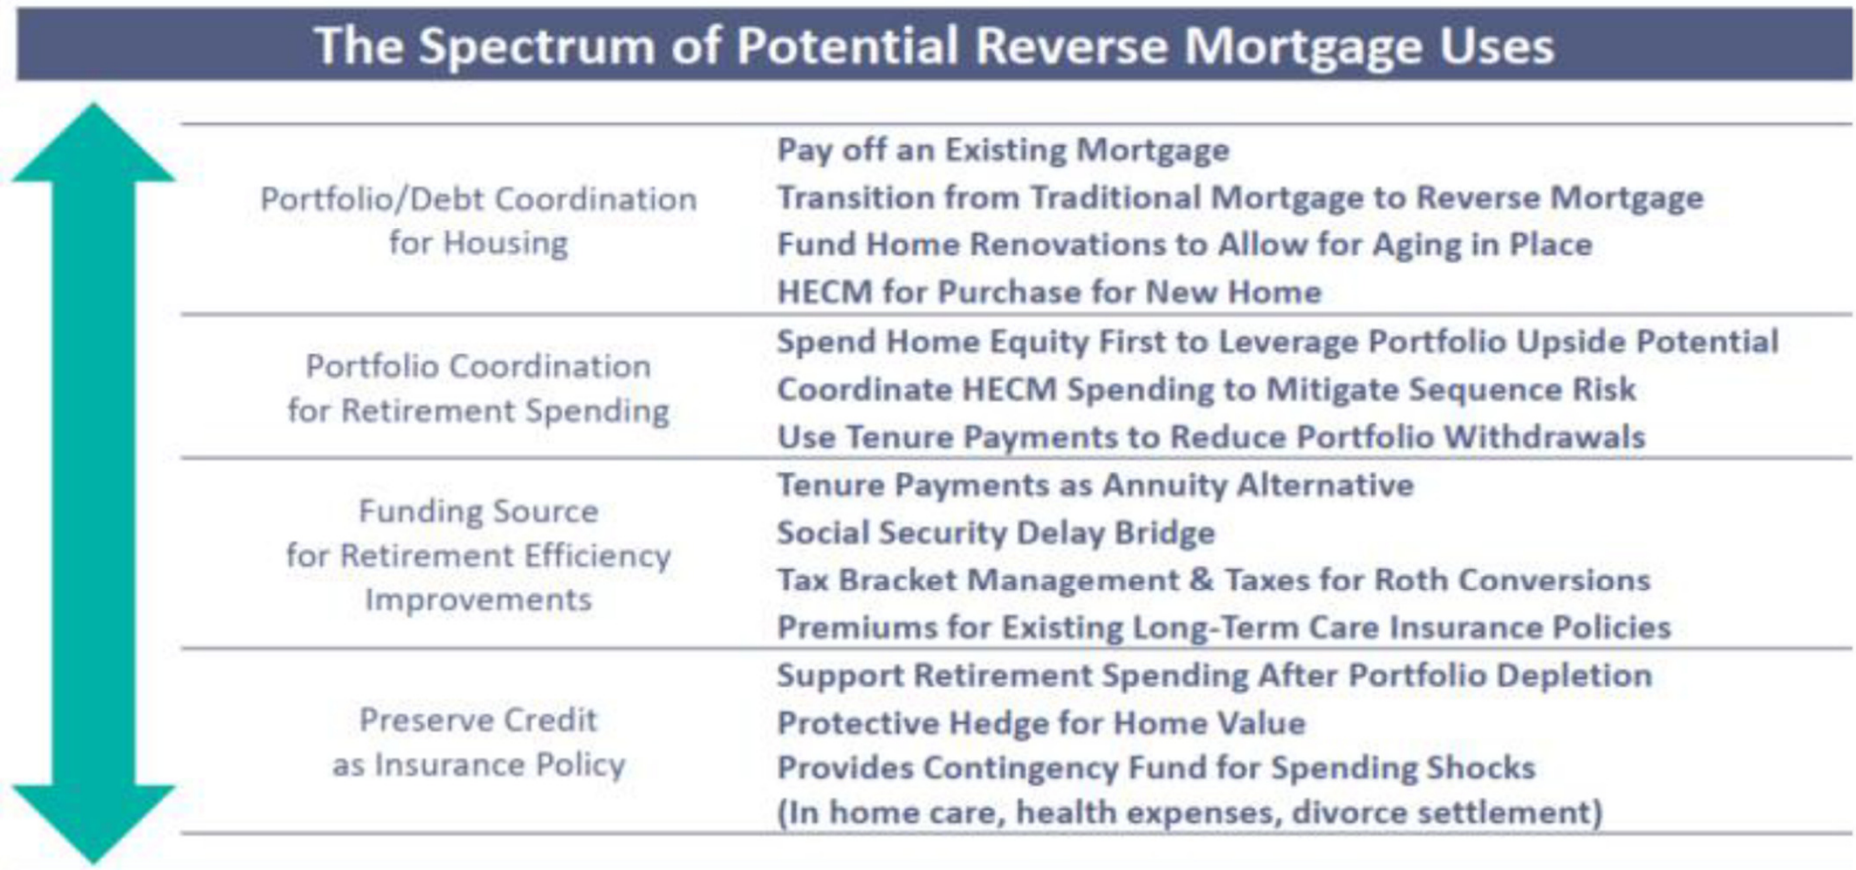 The Spectrum of Potential Reverse Mortgage Uses
Portfolio/Debt Coordination
for Housing
Pay off an Existing Mortgage
Transition from Traditional Mortgage to Reverse Mortgage
Fund Home Renovations to Allow for Aging in Place
HECM for Purchase for New Home
Portfolio Coordination
for Retirement Spending
Spend Home Equity First to Leverage Portfolio Upside Potential
Coordinate HECM Spending to Mitigate Sequence Risk
Use Tenure Payments to Reduce Portfolio Withdrawals
Funding Source
for Retirement Efficiency
Improvements
Tenure Payments as Annuity Alternative
Social Security Delay Bridge
Tax Bracket Management & Taxes for Roth Conversions
Premiums for Existing Long-Term Care Insurance Policies
Preserve Credit
as Insurance Policy
Support Retirement Spending After Portfolio Depletion
Protective Hedge for Home Value
Provides Contingency Fund for Spending Shocks
(In home care, health expenses, divorce settlement)